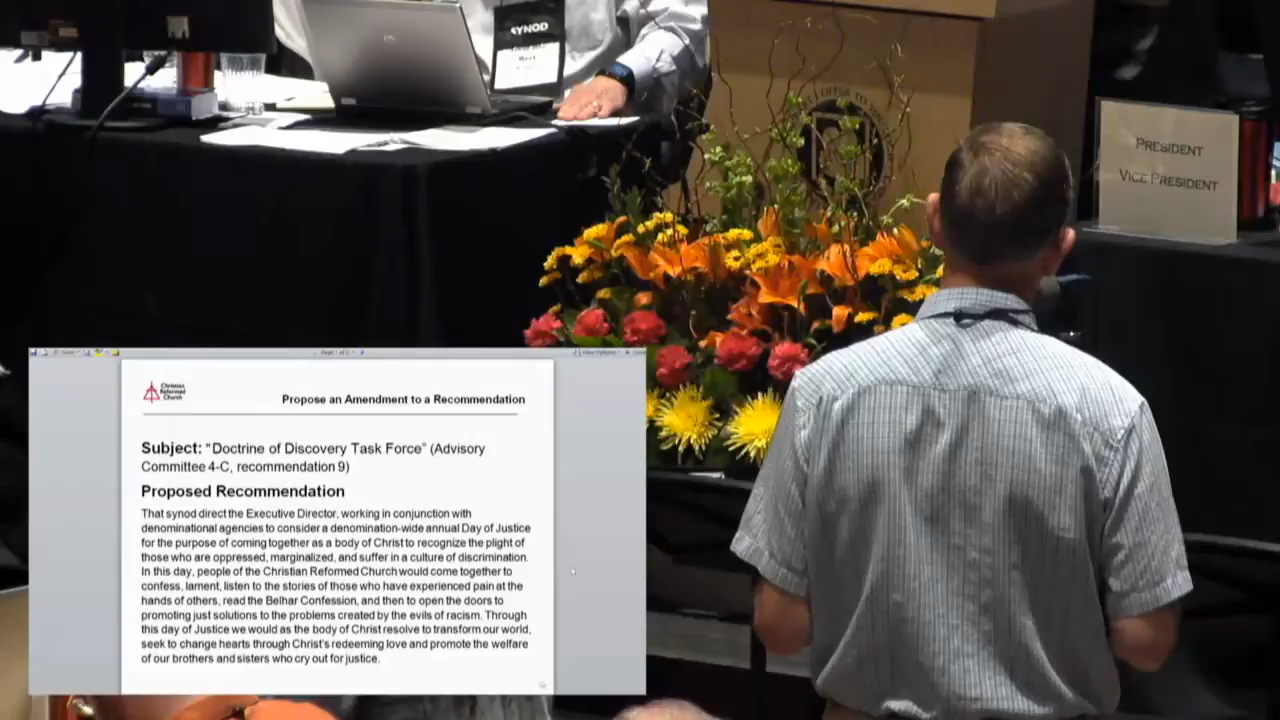 SYNOD
PRESIDENT
VICE PRESIDENT
Page 1 of 2
View Options
Christian
Reformed
Church
Propose an Amendment to a Recommendation
Subject: "Doctrine of Discovery Task Force" (Advisory
Committee 4-C, recommendation 9)
Proposed Recommendation
That synod direct the Executive Director, working in conjunction with
denominational agencies to consider a denomination-wide annual Day of Justice
for the purpose of coming together as a body of Christ to recognize the plight of
those who are oppressed, marginalized, and suffer in a culture of discrimination.
In this day, people of the Christian Reformed Church would come together to
confess, lament, listen to the stories of those who have experienced pain at the
hands of others, read the Belhar Confession, and then to open the doors to
promoting just solutions to the problems created by the evils of racism. Through
this day of Justice we would as the body of Christ resolve to transform our world,
seek to change hearts through Christ's redeeming love and promote the welfare
of our brothers and sisters who cry out for justice.